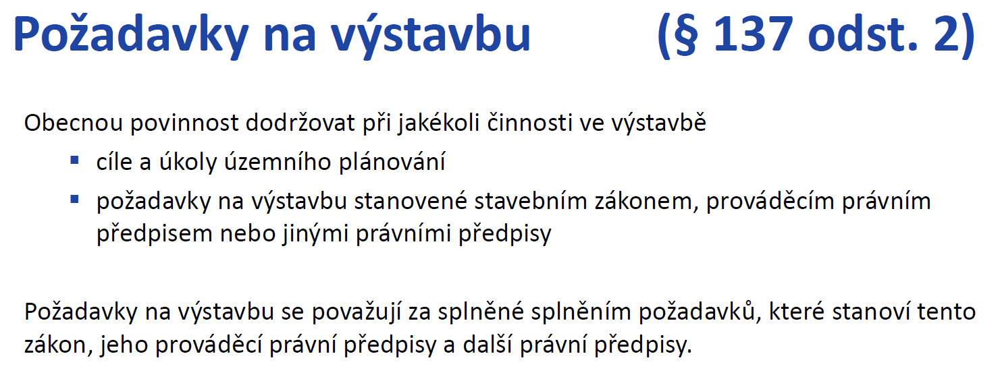 Požadavky na výstavbu (§ 137 odst. 2)
Obecnou povinnost dodržovat při jakékoli činnosti ve výstavbě
▪ cíle a úkoly územního plánování
▪ požadavky na výstavbu stanovené stavebním zákonem, prováděcím právním
předpisem nebo jinými právními předpisy
Požadavky na výstavbu se považují za splněné splněním požadavků, které stanoví tento
zákon, jeho prováděcí právní předpisy a další právní předpisy.